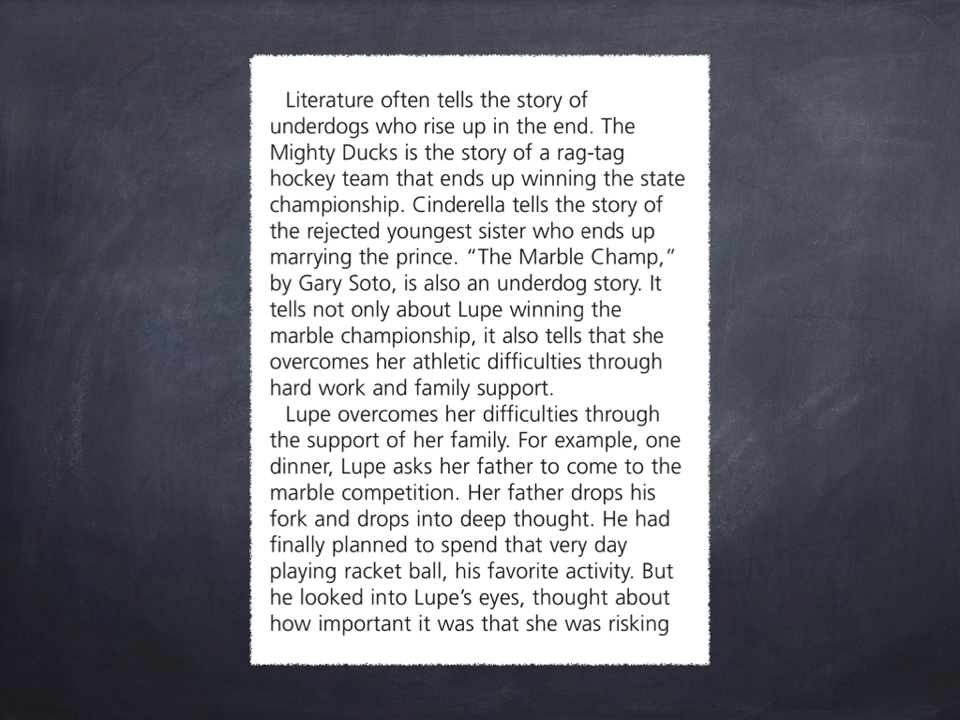 Literature often tells the story of
underdogs who rise up in the end. The
Mighty Ducks is the story of a rag-tag
hockey team that ends up winning the state
championship. Cinderella tells the story of
the rejected youngest sister who ends up
marrying the prince. “The Marble Champ,”
by Gary Soto, is also an underdog story. It
tells not only about Lupe winning the
marble championship, it also tells that she
overcomes her athletic difficulties through
hard work and family support.
Lupe overcomes her difficulties through
the support of her family. For example, one
dinner, Lupe asks her father to come to the
marble competition. Her father drops his
fork and drops into deep thought. He had
finally planned to spend that very day
playing racket ball, his favorite activity. But
he looked into Lupe’s eyes, thought about
how important it was that she was risking